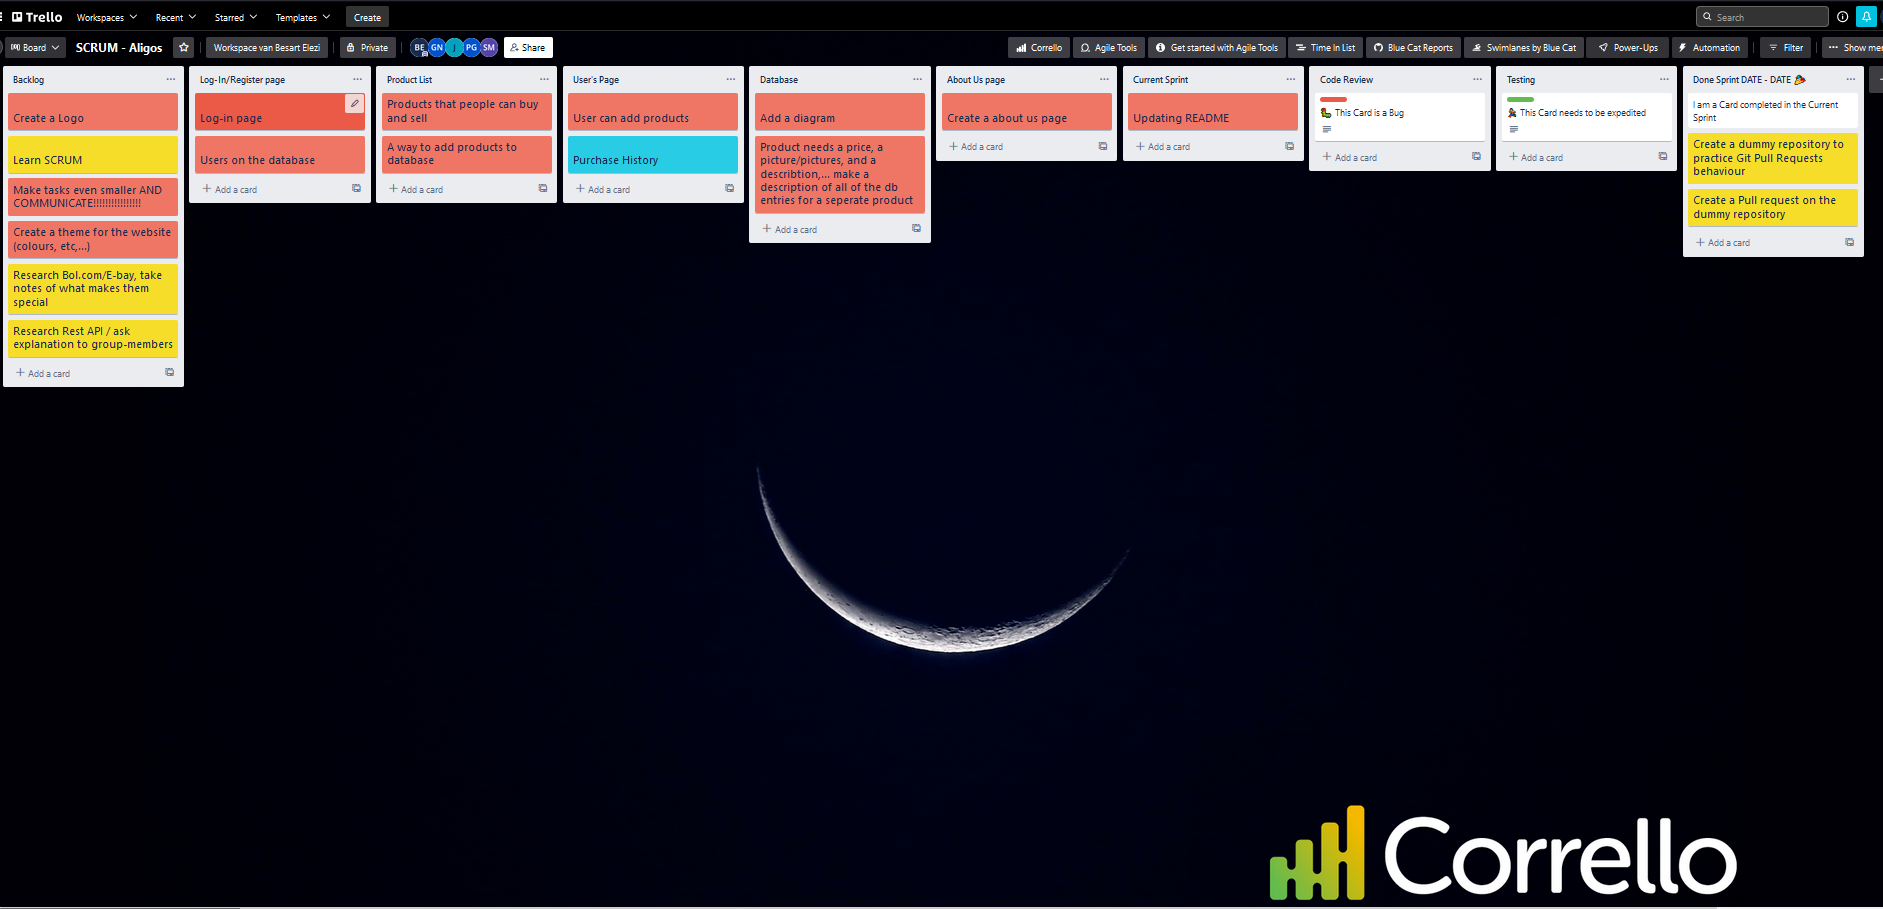 Trello
Workspaces
Recent
Starred
Templates
Create
Search
Board
SCRUM - Aligos
Workspace van Besart Elezi
Private
BE
GN
J
PG
SM
Share
Corrello
Agile Tools
Get started with Agile Tools
Time In List
Blue Cat Reports
Swimlanes by Blue Cat
Power-Ups
Automation
Filter
Show
Backlog
Create a Logo
Learn SCRUM
Make tasks even smaller AND
COMMUNICATE!!!!!!!!!!!!!!!!
Create a theme for the website
(colours, etc,...)
Research Bol.com/E-bay, take
notes of what makes them
special
Research Rest API / ask
explanation to group-members
Add a card
Log-In/Register page
Log-in page
Users on the database
Add a card
Product List
Products that people can buy
and sell
A way to add products to
database
Add a card
User's Page
User can add products
Purchase History
Add a card
Database
Add a diagram
Product needs a price, a
picture/pictures, and a
describtion,... make a
description of all of the db
entries for a seperate product
Add a card
About Us page
Create a about us page
Add a card
Current Sprint
Updating README
Add a card
Code Review
This Card is a Bug
Add a card
Testing
This Card needs to be expedited
Add a card
Done Sprint DATE - DATE
I am a Card completed in the Current
Sprint
Create a dummy repository to
practice Git Pull Requests
behaviour
Create a Pull request on the
dummy repository
Add a card
Corrello